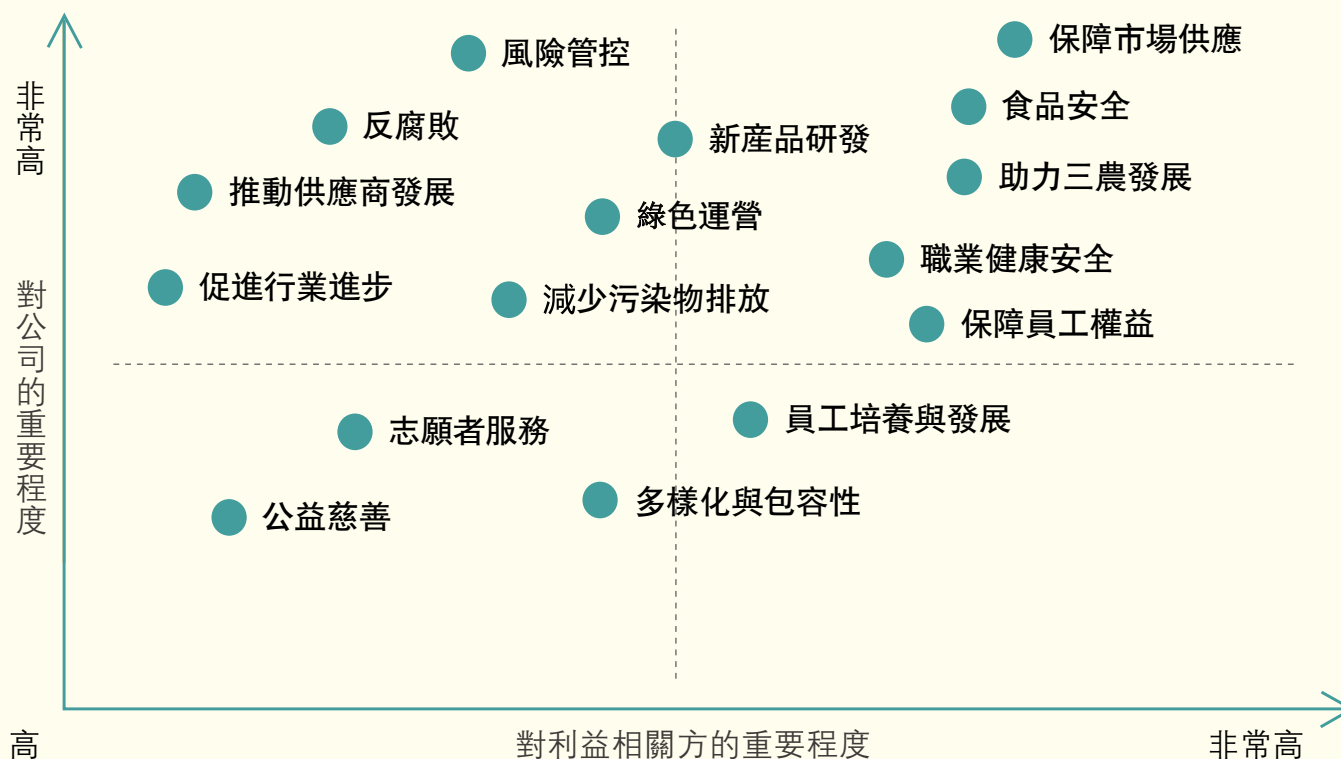 保障市場供應
風險管控
食品安全
反腐敗
新産品研發
助力三農發展
推動供應商發展
綠色運營
職業健康安全
促進行業進步
減少污染物排放
保障員工權益
員工培養與發展
志願者服務
多樣化與包容性
公益慈善
非常高
對公司的重要程度
高
對利益相關方的重要程度
非常高